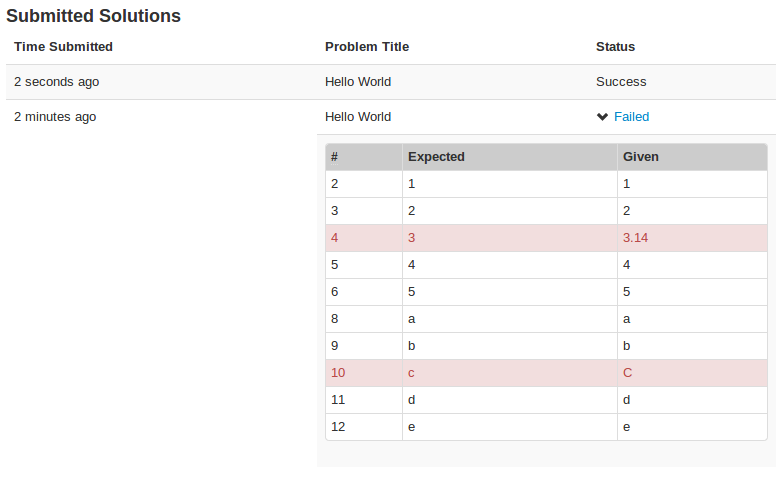 Submitted Solutions
Time Submitted Problem Title Status
2 seconds ago Hello World Success
2 minutes ago Hello World Failed
# Expected Given
2 1 1
3 2 2
4 3 3.14
5 4 4
6 5 5
8 a a
9 b b
10 c C
11 d d
12 e e